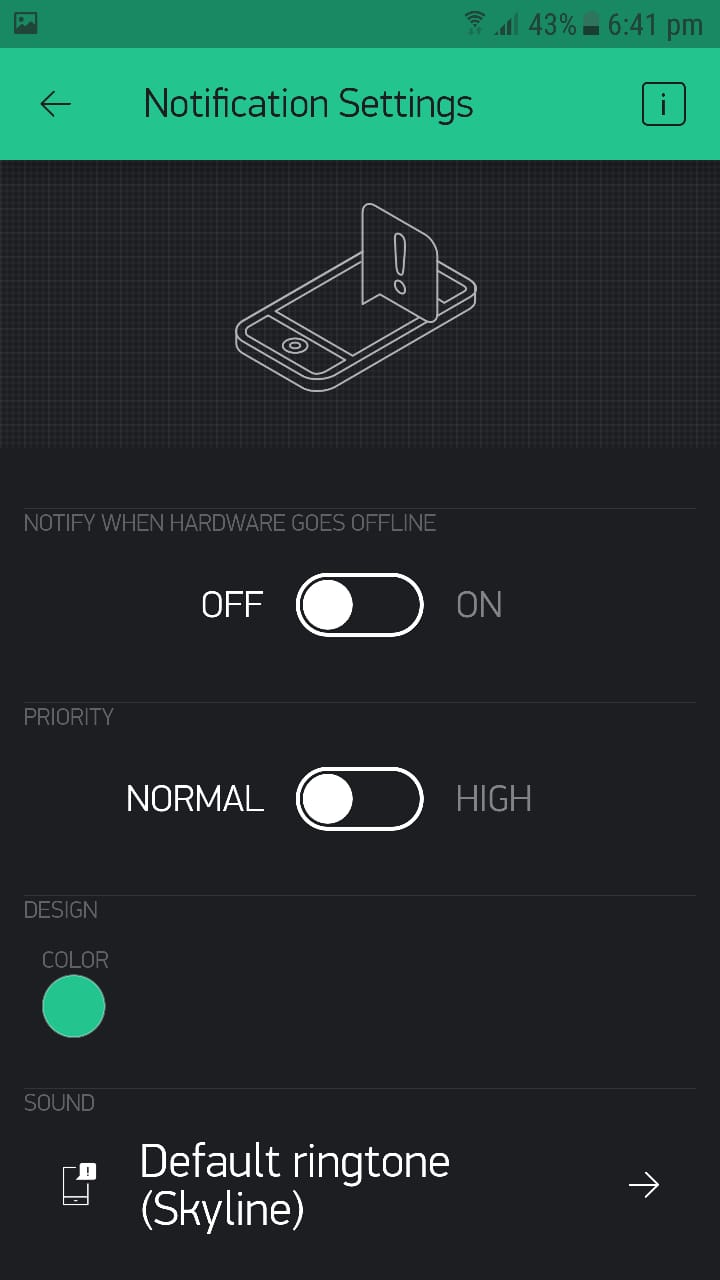 43% 6:41 pm
Notification Settings
i
!
NOTIFY WHEN HARDWARE GOES OFFLINE
OFF ON
PRIORITY
NORMAL HIGH
DESIGN
COLOR
SOUND
!
Default ringtone
(Skyline)